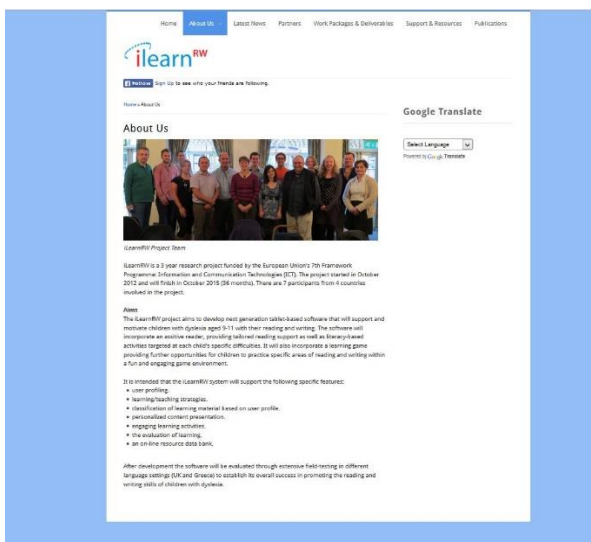 Home About Us Latest News Partners Work Packages & Deliverables Support & Resources Publications
ilearnRW
Follow Sign Up to see who your friends are following.
Home » About Us
Google Translate
About Us
Select Language
Powered by Google Translate
iLearnRW Project Team
iLearnRW is a 3 year research project funded by the European Union's 7th Framework
Programme: Information and Communication Technologies (ICT). The project started in October
2012 and will finish in October 2015 (36 months). There are 7 participants from 4 countries
involved in the project.
Aims
The iLearnRW project aims to develop next generation tablet-based software that will support and
motivate children with dyslexia aged 9-11 with their reading and writing. The software will
incorporate an assitive reader, providing tailored reading support as well as literacy-based
activities targeted at each child's specific difficulties. It will also incorporate a learning game
providing further opportunities for children to practice specific areas of reading and writing within
a fun and engaging game environment.
It is intended that the iLearnRW system will support the following specific features:
• user profiling.
• learning/teaching strategies.
• classification of learning material based on user profile.
• personalized content presentation.
• engaging learning activities.
• the evaluation of learning.
• an on-line resource data bank.
After development the software will be evaluated through extensive field-testing in different
language settings (UK and Greece) to establish its overall success in promoting the reading and
writing skills of children with dyslexia.